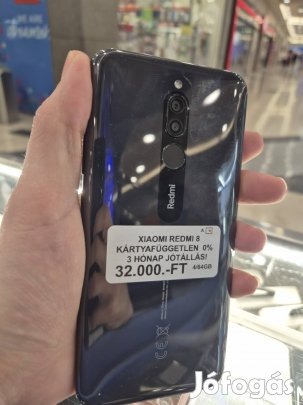 Redmi
XIAOMI REDMI 8
KÁRTYAFÜGGETLEN 0%
3 HÓNAP JÓTÁLLÁS!
32.000.-FT 4/64GB
Jófogás